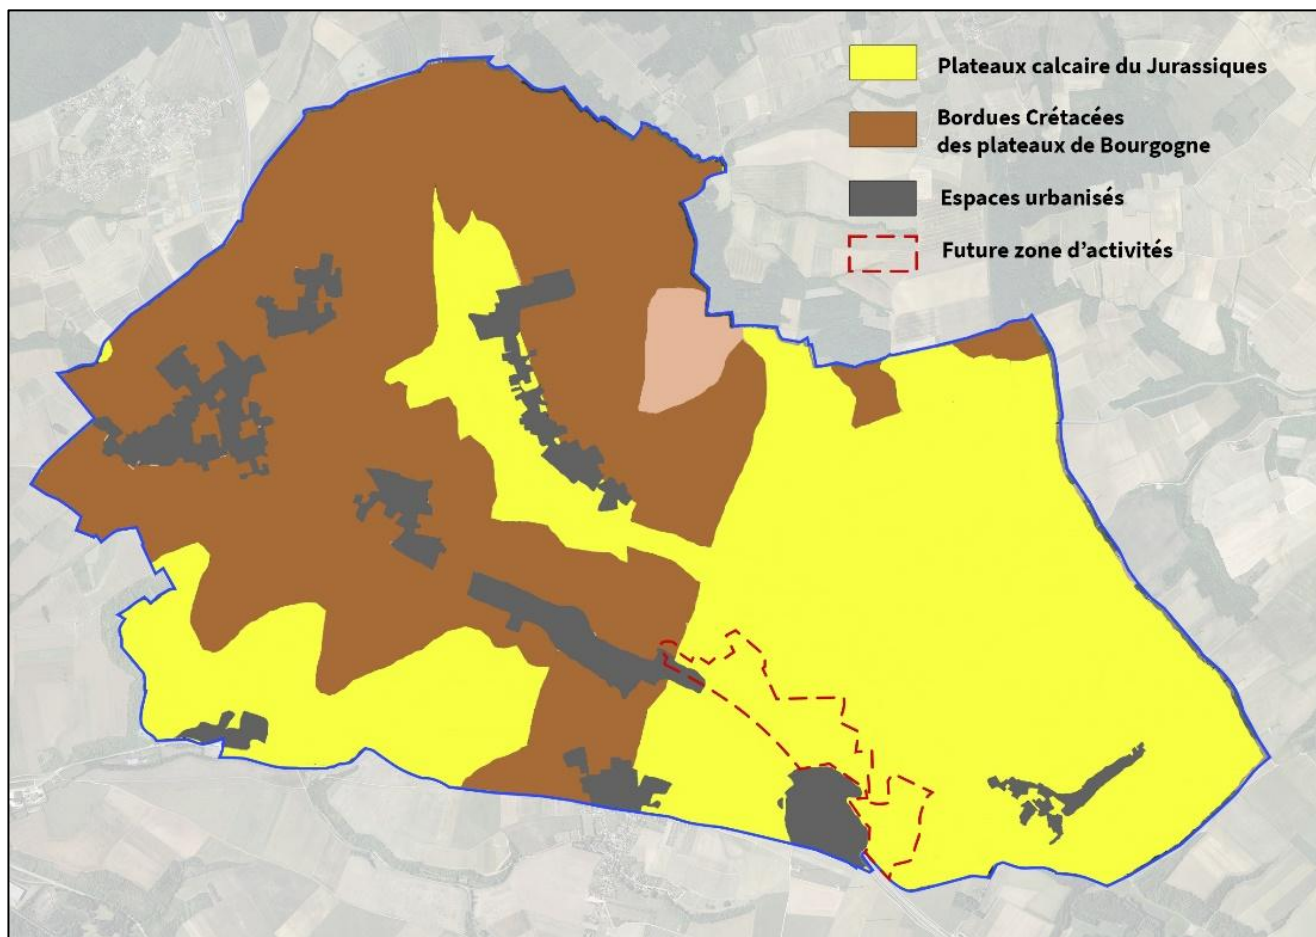 Plateaux calcaire du Jurassiques
Bordues Crétacées
des plateaux de Bourgogne
Espaces urbanisés
Future zone d'activités